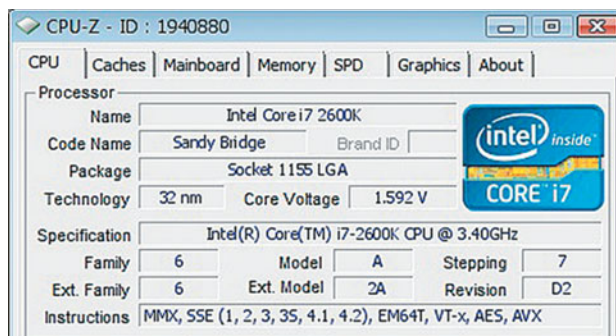 CPU-Z - ID : 1940880
CPU Caches Mainboard Memory SPD Graphics About
Processor
Name Intel Core i7 2600K
Code Name Sandy Bridge Brand ID
Package Socket 1155 LGA
Technology 32 nm Core Voltage 1.592 V
(intel) inside™
CORE i7
Specification Intel(R) Core(TM) i7-2600K CPU @ 3.40GHz
Family 6 Model A Stepping 7
Ext. Family 6 Ext. Model 2A Revision D2
Instructions MMX, SSE (1, 2, 3, 3S, 4.1, 4.2), EM64T, VT-x, AES, AVX